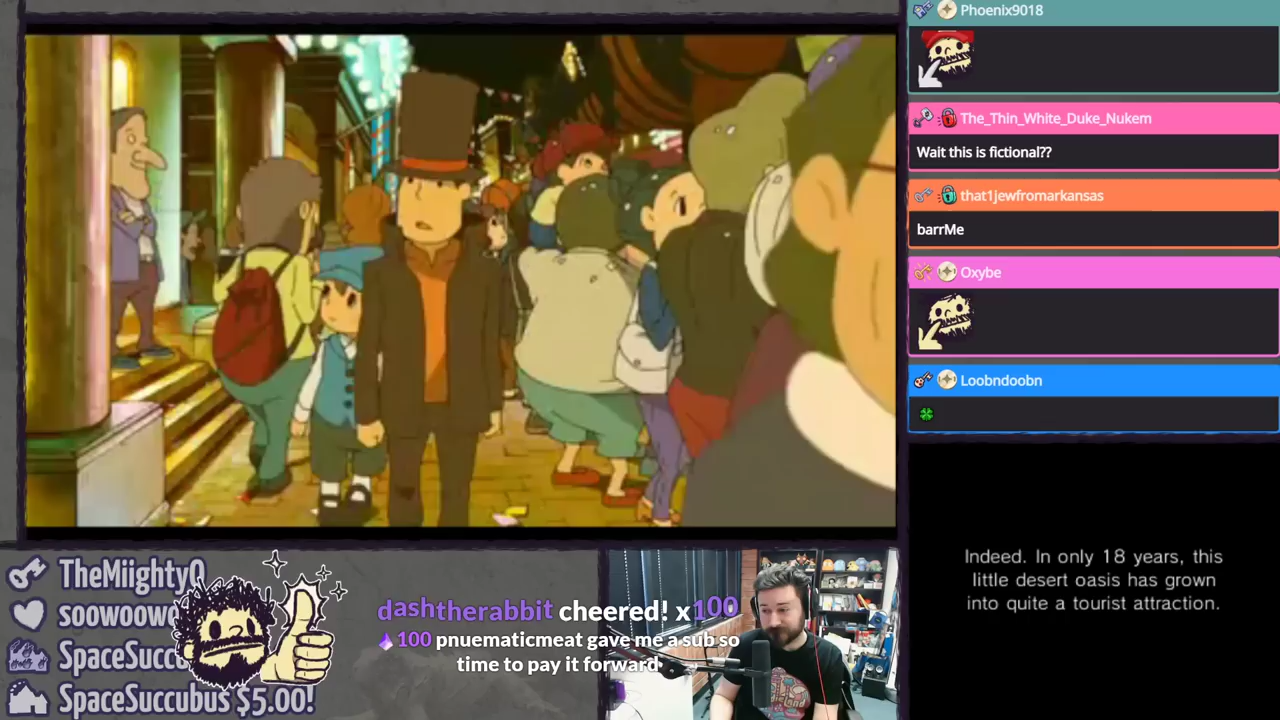 Phoenix9018
The_Thin_White_Duke_Nukem
Wait this is fictional??
that1jewfromarkansas
barrMe
Oxybe
Loobndoobn
Indeed. In only 18 years, this
little desert oasis has grown
into quite a tourist attraction.
TheMiightyQ
soowoowo
SpaceSuccu
SpaceSuccubus $5.00!
dashtherabbit cheered! x100
100 pnuematicmeat gave me a sub so
time to pay it forward